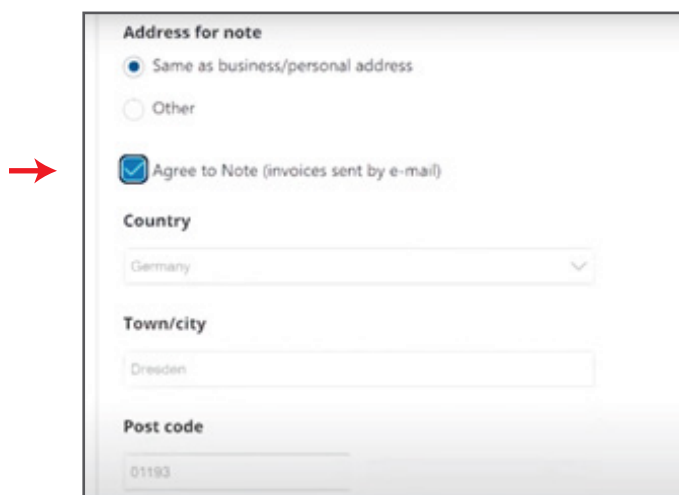 Address for note
Same as business/personal address
Other
Agree to Note (invoices sent by e-mail)
Country
Germany
Town/city
Dresden
Post code
01193